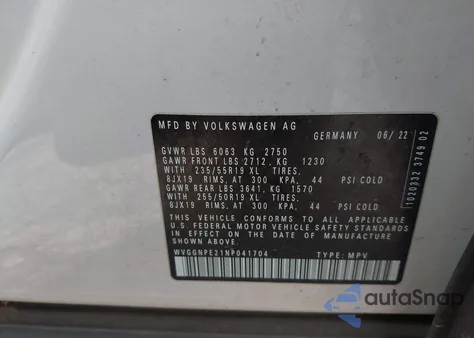 MFD BY VOLKSWAGEN AG
GERMANY 06/22
GVWR LBS 6063 KG 2750
GAWR FRONT LBS 2712, KG 1230
WITH 235/55R19 XL TIRES,
8JX19 RIMS, AT 300 KPA, 44 PSI COLD
GAWR REAR LBS 3641, KG 1570
WITH 255/50R19 XL TIRES,
8JX19 RIMS, AT 300 KPA, 44 PSI COLD
THIS VEHICLE CONFORMS TO ALL APPLICABLE
U.S. FEDERAL MOTOR VEHICLE SAFETY STANDARDS
IN EFFECT ON THE DATE OF MANUFACTURE
SHOWN ABOVE.
WVGGNPE21NP041704 TYPE: MPV
1020332 3749 02
autoSnap